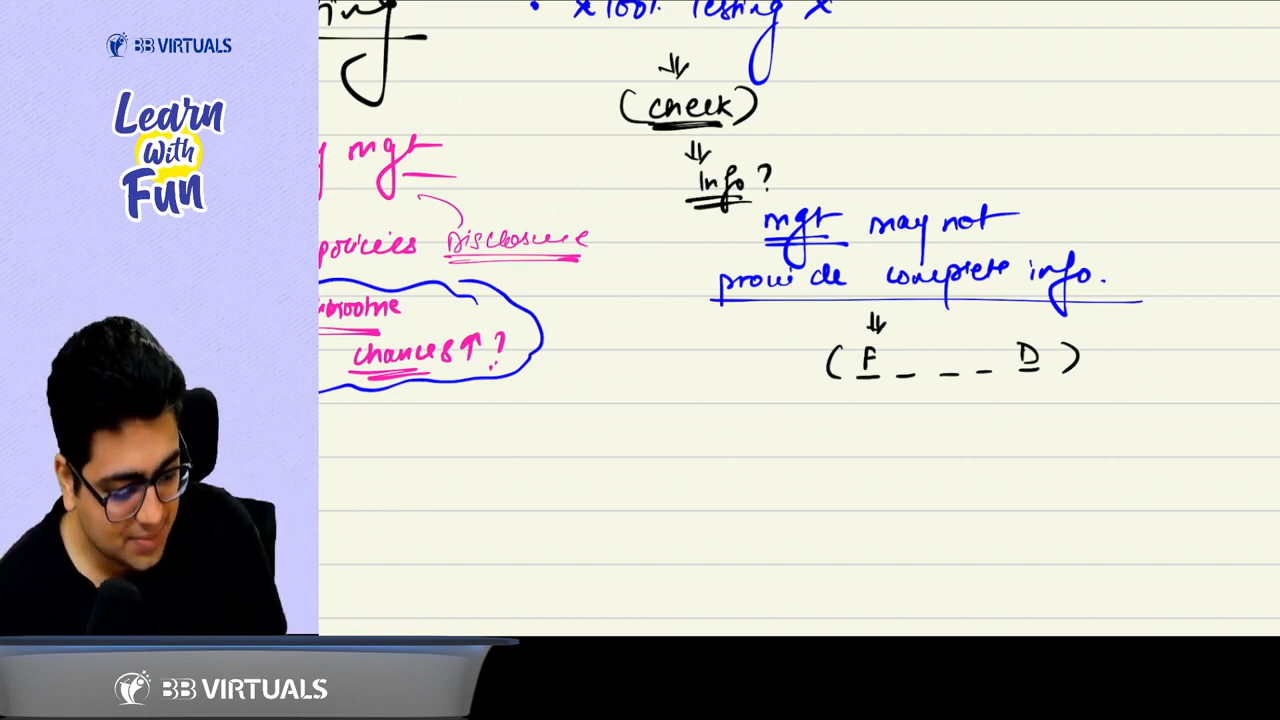 BB VIRTUALS
Learn
With
Fun
* 100% Testing *
(check)
Info?
mgt may not
provide complete info.
(F _ _ _ D)
mgt
policies Disclosure
chances ↑ ?
BB VIRTUALS